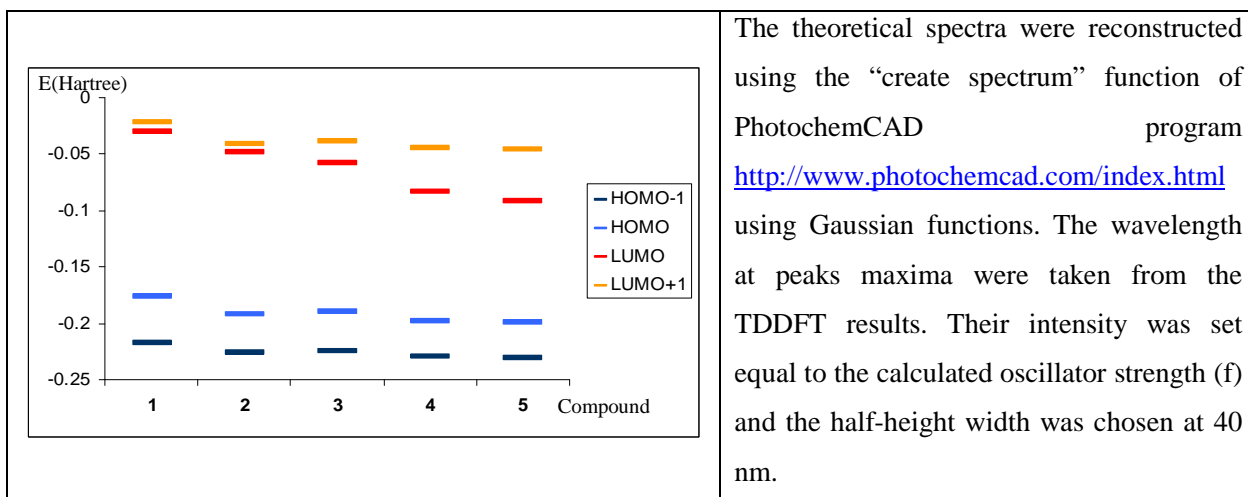 E(Hartree)
0
-0.05
-0.1
-0.15
-0.2
-0.25
1 2 3 4 5 Compound
HOMO-1
HOMO
LUMO
LUMO+1
The theoretical spectra were reconstructed
using the “create spectrum” function of
PhotochemCAD program
http://www.photochemcad.com/index.html
using Gaussian functions. The wavelength
at peaks maxima were taken from the
TDDFT results. Their intensity was set
equal to the calculated oscillator strength (f)
and the half-height width was chosen at 40
nm.